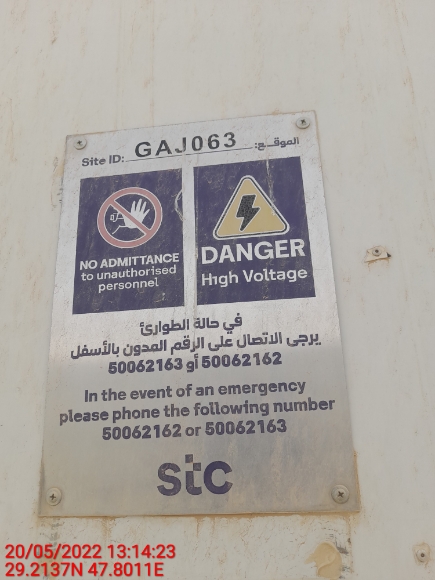 Site ID: GAJ063 الموقـــع:
NO ADMITTANCE
to unauthorised
personnel
DANGER
High Voltage
في حالة الطوارئ
يرجى الاتصال على الرقم المدون بالأسفل
50062162 أو 50062163
In the event of an emergency
please phone the following number
50062162 or 50062163
stc
20/05/2022 13:14:23
29.2137N 47.8011E